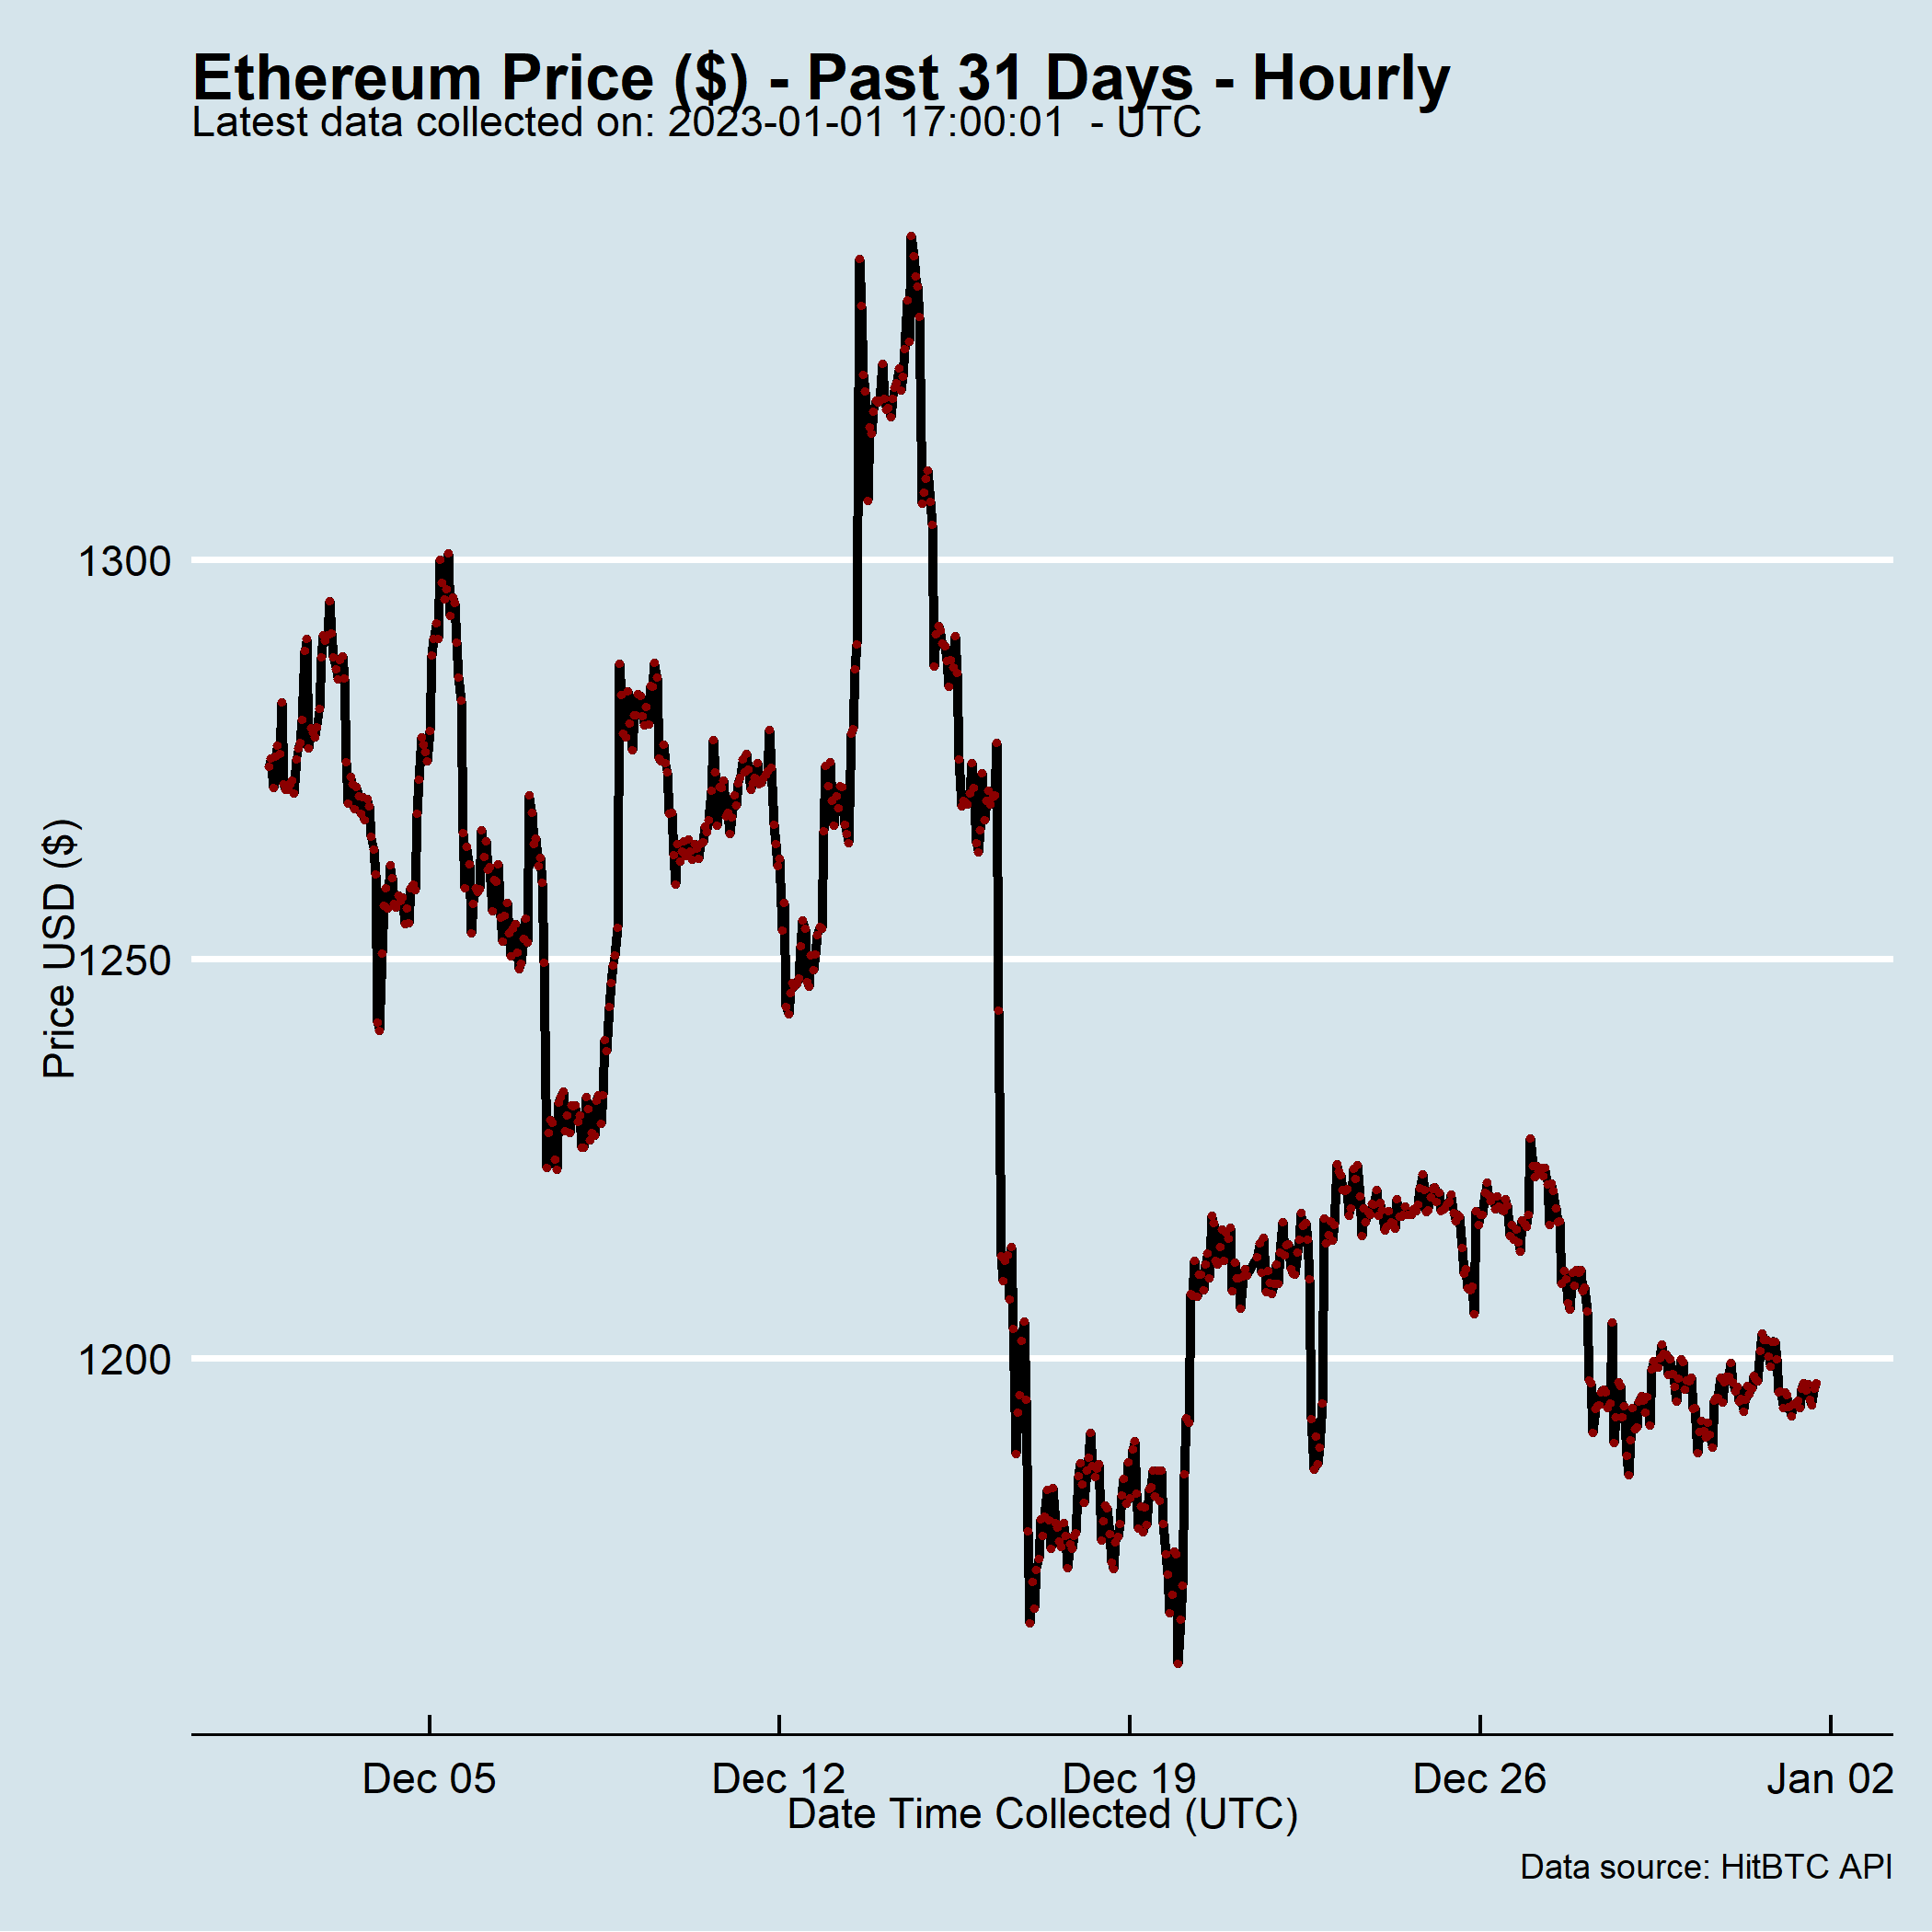 Ethereum Price ($) - Past 31 Days - Hourly
Latest data collected on: 2023-01-01 17:00:01  - UTC
Price USD ($)
1300
1250
1200
Dec 05
Dec 12
Dec 19
Dec 26
Jan 02
Date Time Collected (UTC)
Data source: HitBTC API